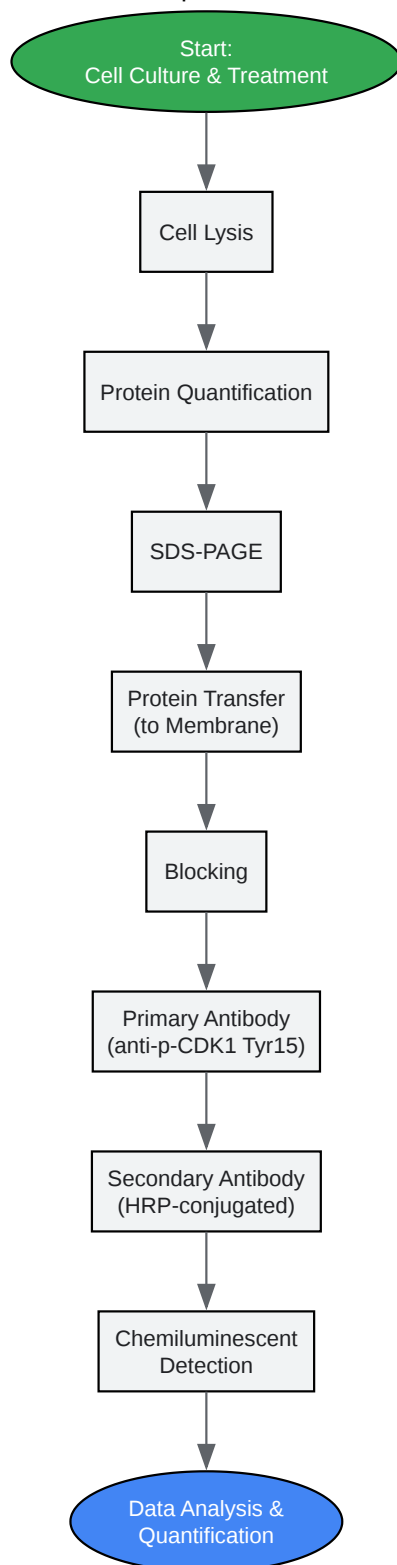 Start:
Cell Culture & Treatment
Cell Lysis
Protein Quantification
SDS-PAGE
Protein Transfer
(to Membrane)
Blocking
Primary Antibody
(anti-p-CDK1 Tyr15)
Secondary Antibody
(HRP-conjugated)
Chemiluminescent
Detection
Data Analysis &
Quantification